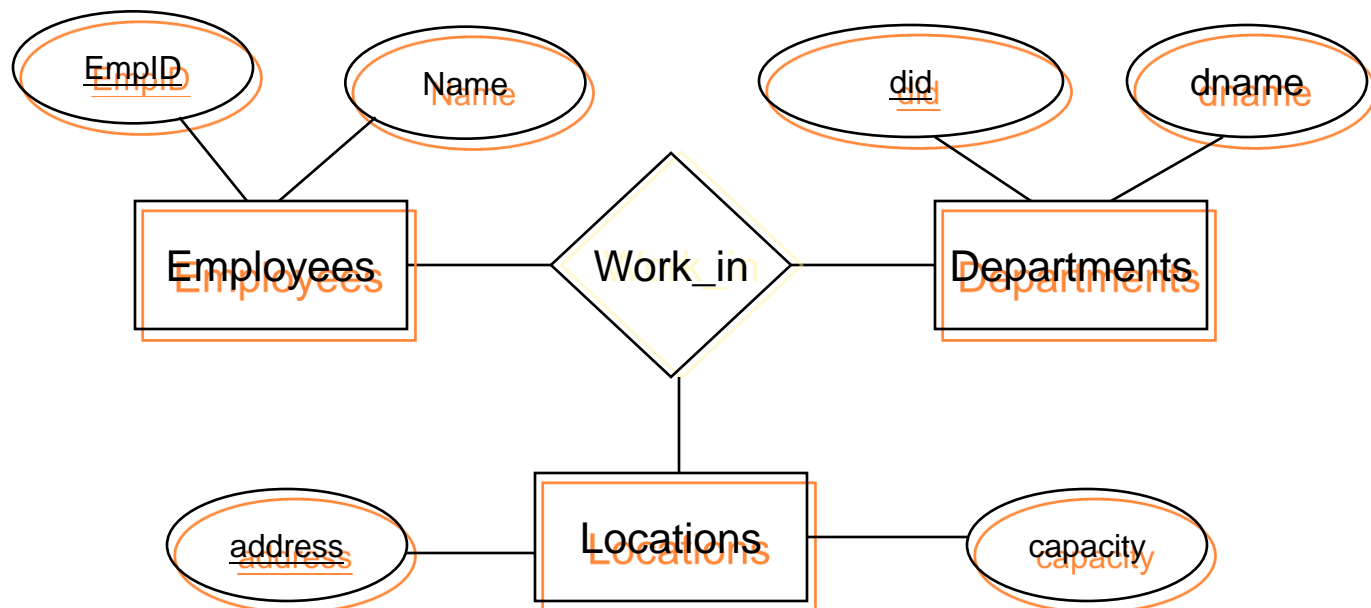 EmpID
Name
did
dname
Employees
Work_in
Departments
Locations
address
capacity